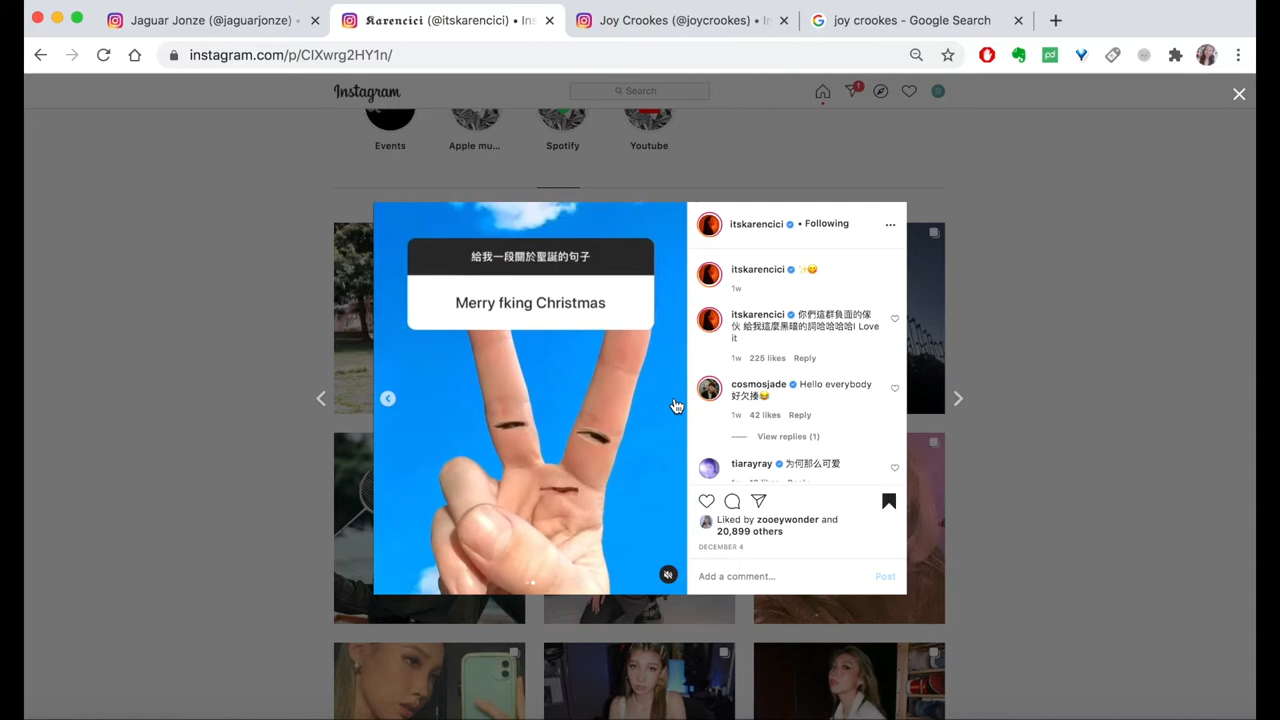 Jaguar Jonze (@jaguarjonze) •
𝕶𝖆𝖗𝖊𝖓𝖈𝖎𝖈𝖎 (@itskarencici) • Ins
Joy Crookes (@joycrookes) • In
joy crookes - Google Search
instagram.com/p/CIXwrg2HY1n/
Instagram
Search
1
Events
Apple mu...
Spotify
Youtube
給我一段關於聖誕的句子
Merry fking Christmas
itskarencici • Following
itskarencici ✨😋
1w
itskarencici 你們這群負面的傢
伙 給我這麼黑暗的詞哈哈哈哈I Love
it
1w 225 likes Reply
cosmosjade Hello everybody
好欠揍😂
1w 42 likes Reply
View replies (1)
tiarayray 为何那么可爱
Liked by zooeywonder and
20,899 others
DECEMBER 4
Add a comment...
Post